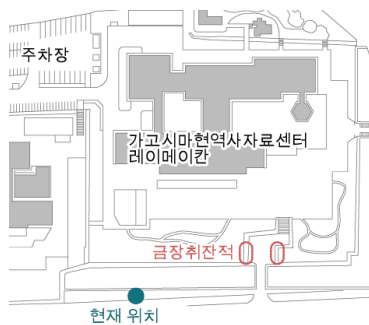 주차장
가고시마현역사자료센터
레이메이칸
금장취잔적
현재 위치